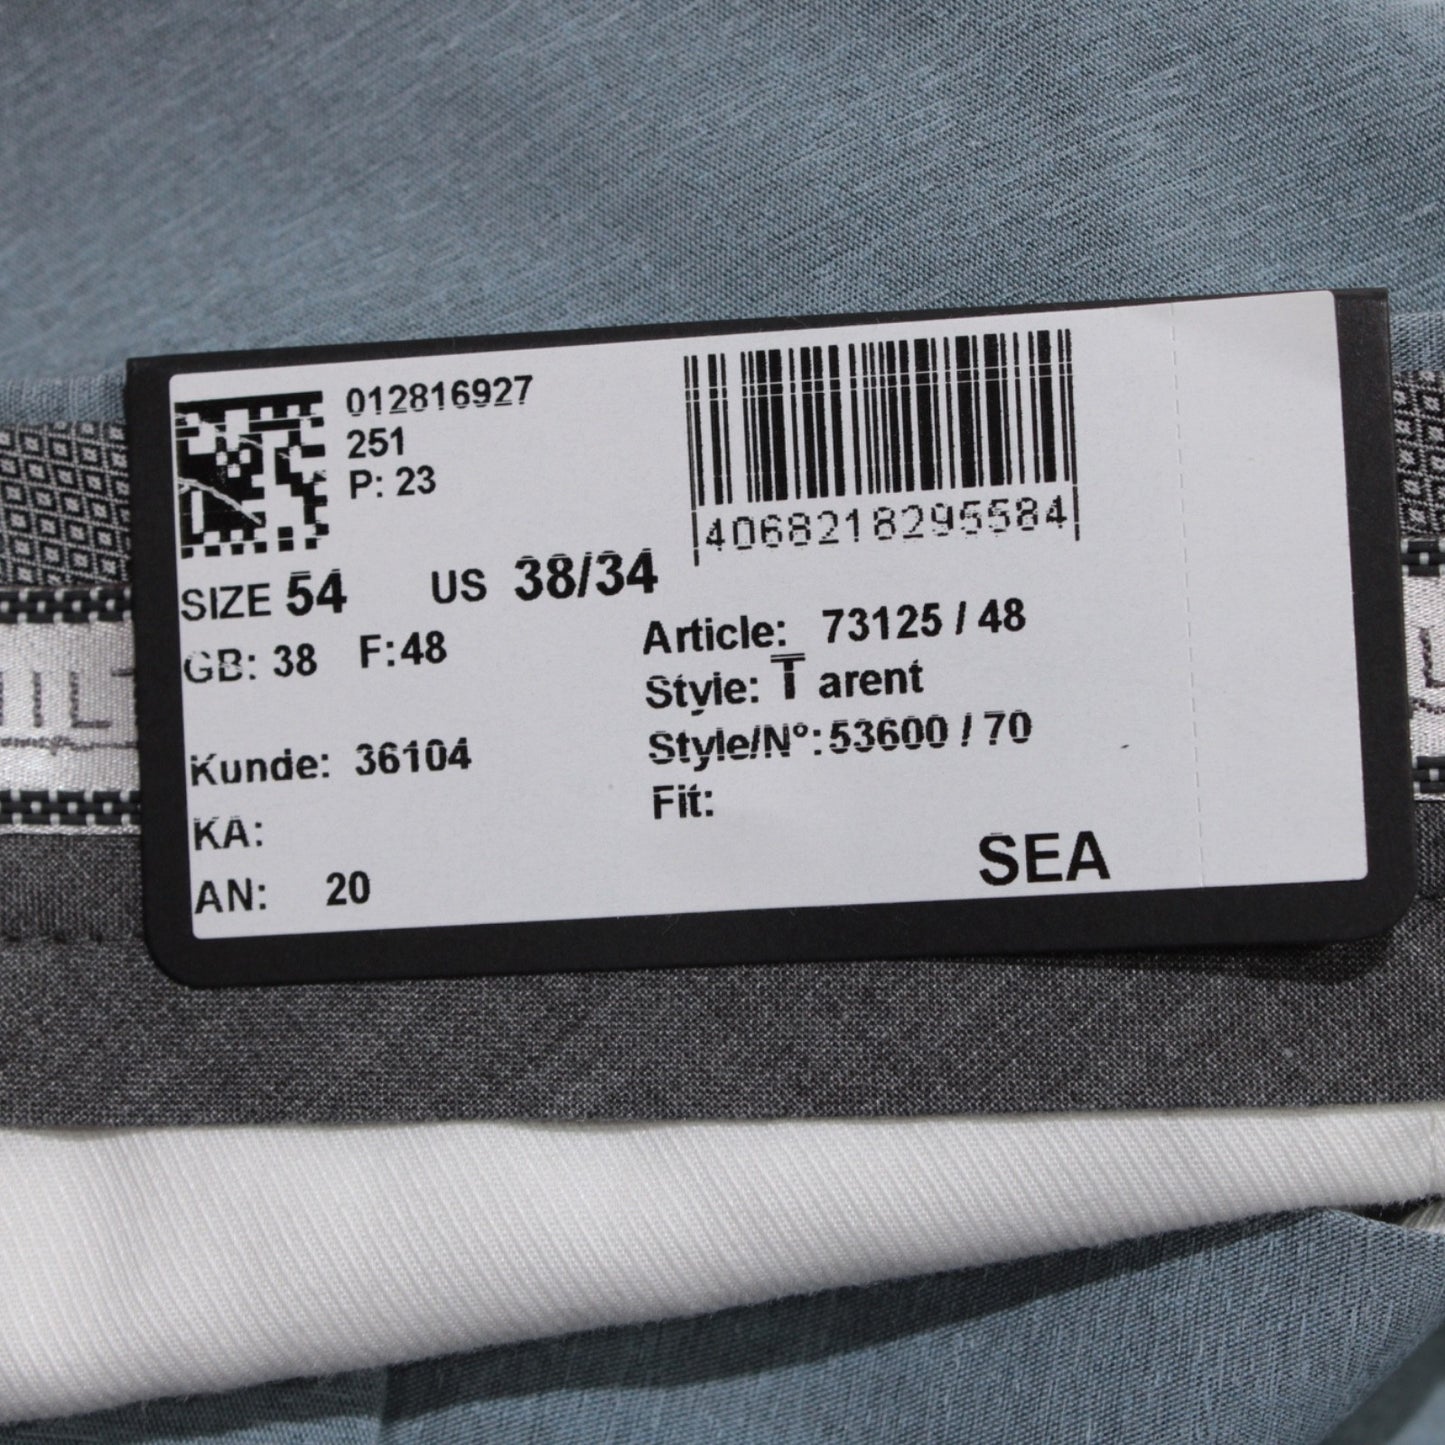 012816927
251
P: 23
4068218295584
SIZE 54 US 38/34
GB: 38 F:48
Article: 73125 / 48
Style: Tarent
Style/N°: 53600 / 70
Fit:
Kunde: 36104
KA:
AN: 20
SEA